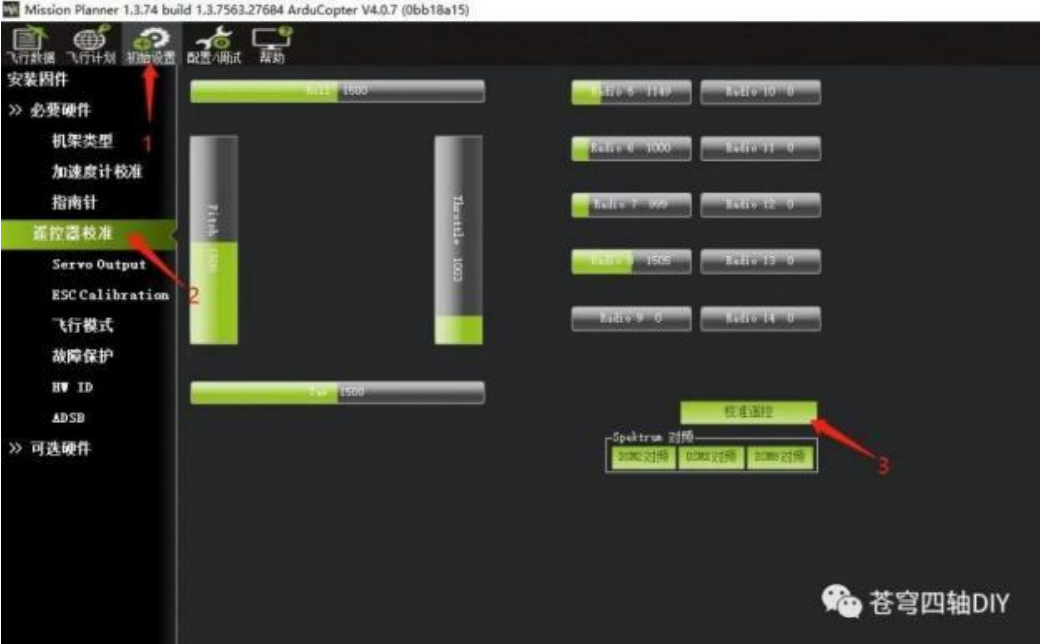 Mission Planner 1.3.74 build 1.3.7563.27684 ArduCopter V4.0.7 (0bb18a15)
飞行数据 飞行计划 初始设置 配置/调试 帮助
安装固件
>> 必要硬件
机架类型
加速度计校准
指南针
遥控器校准
Servo Output
ESC Calibration
飞行模式
故障保护
HW ID
ADSB
>> 可选硬件
1
2
Roll 1500
Pitch
Throttle 1003
Yaw 1500
Radio 5 1149 Radio 10 0
Radio 6 1000 Radio 11 0
Radio 7 999 Radio 12 0
1505 Radio 13 0
Radio 9 0 Radio 14 0
校准遥控
3
Spektrum 对频
DSM2对频 DSMX对频 DSM8对频
苍穹四轴DIY